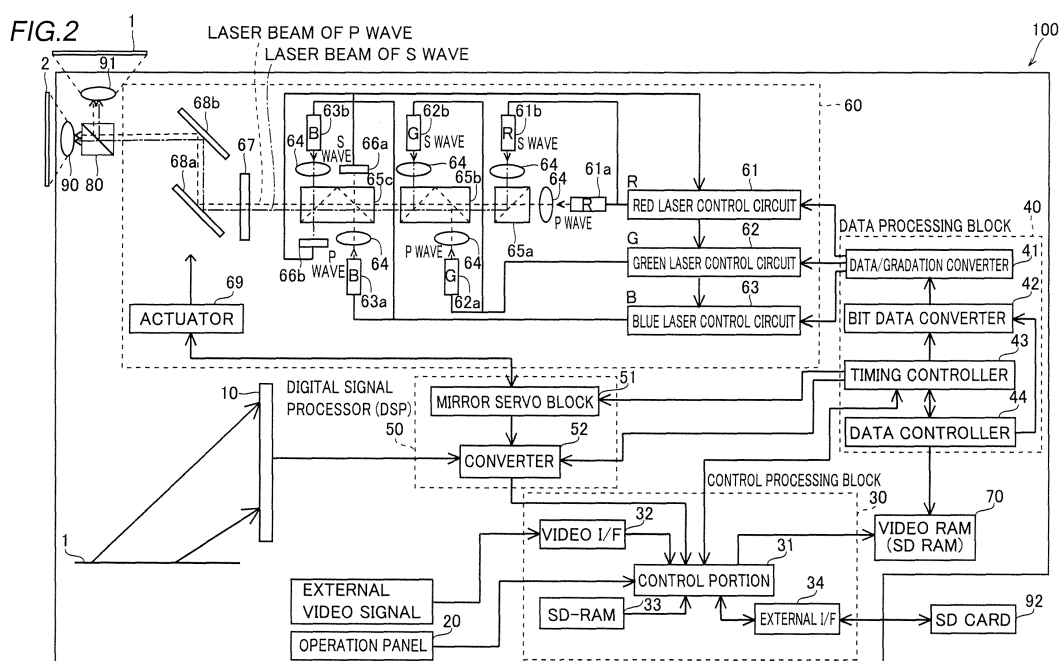 FIG.2
1
LASER BEAM OF P WAVE
LASER BEAM OF S WAVE
100
2
91
68b
67
63b
62b
61b
60
B
S WAVE
66a
G
S WAVE
R
S WAVE
64
64
64
61a
64
R
P WAVE
90
80
68a
65c
65b
65a
R
61
RED LASER CONTROL CIRCUIT
DATA PROCESSING BLOCK
40
66b
P WAVE
64
P WAVE
64
G
62
GREEN LASER CONTROL CIRCUIT
41
DATA/GRADATION CONVERTER
B
63a
G
62a
B
63
BLUE LASER CONTROL CIRCUIT
42
BIT DATA CONVERTER
69
ACTUATOR
43
TIMING CONTROLLER
10
DIGITAL SIGNAL
PROCESSOR (DSP)
51
MIRROR SERVO BLOCK
44
DATA CONTROLLER
50
52
CONVERTER
CONTROL PROCESSING BLOCK
30
70
VIDEO RAM
(SD RAM)
32
VIDEO I/F
1
31
CONTROL PORTION
EXTERNAL
VIDEO SIGNAL
34
SD-RAM
33
EXTERNAL I/F
92
SD CARD
20
OPERATION PANEL